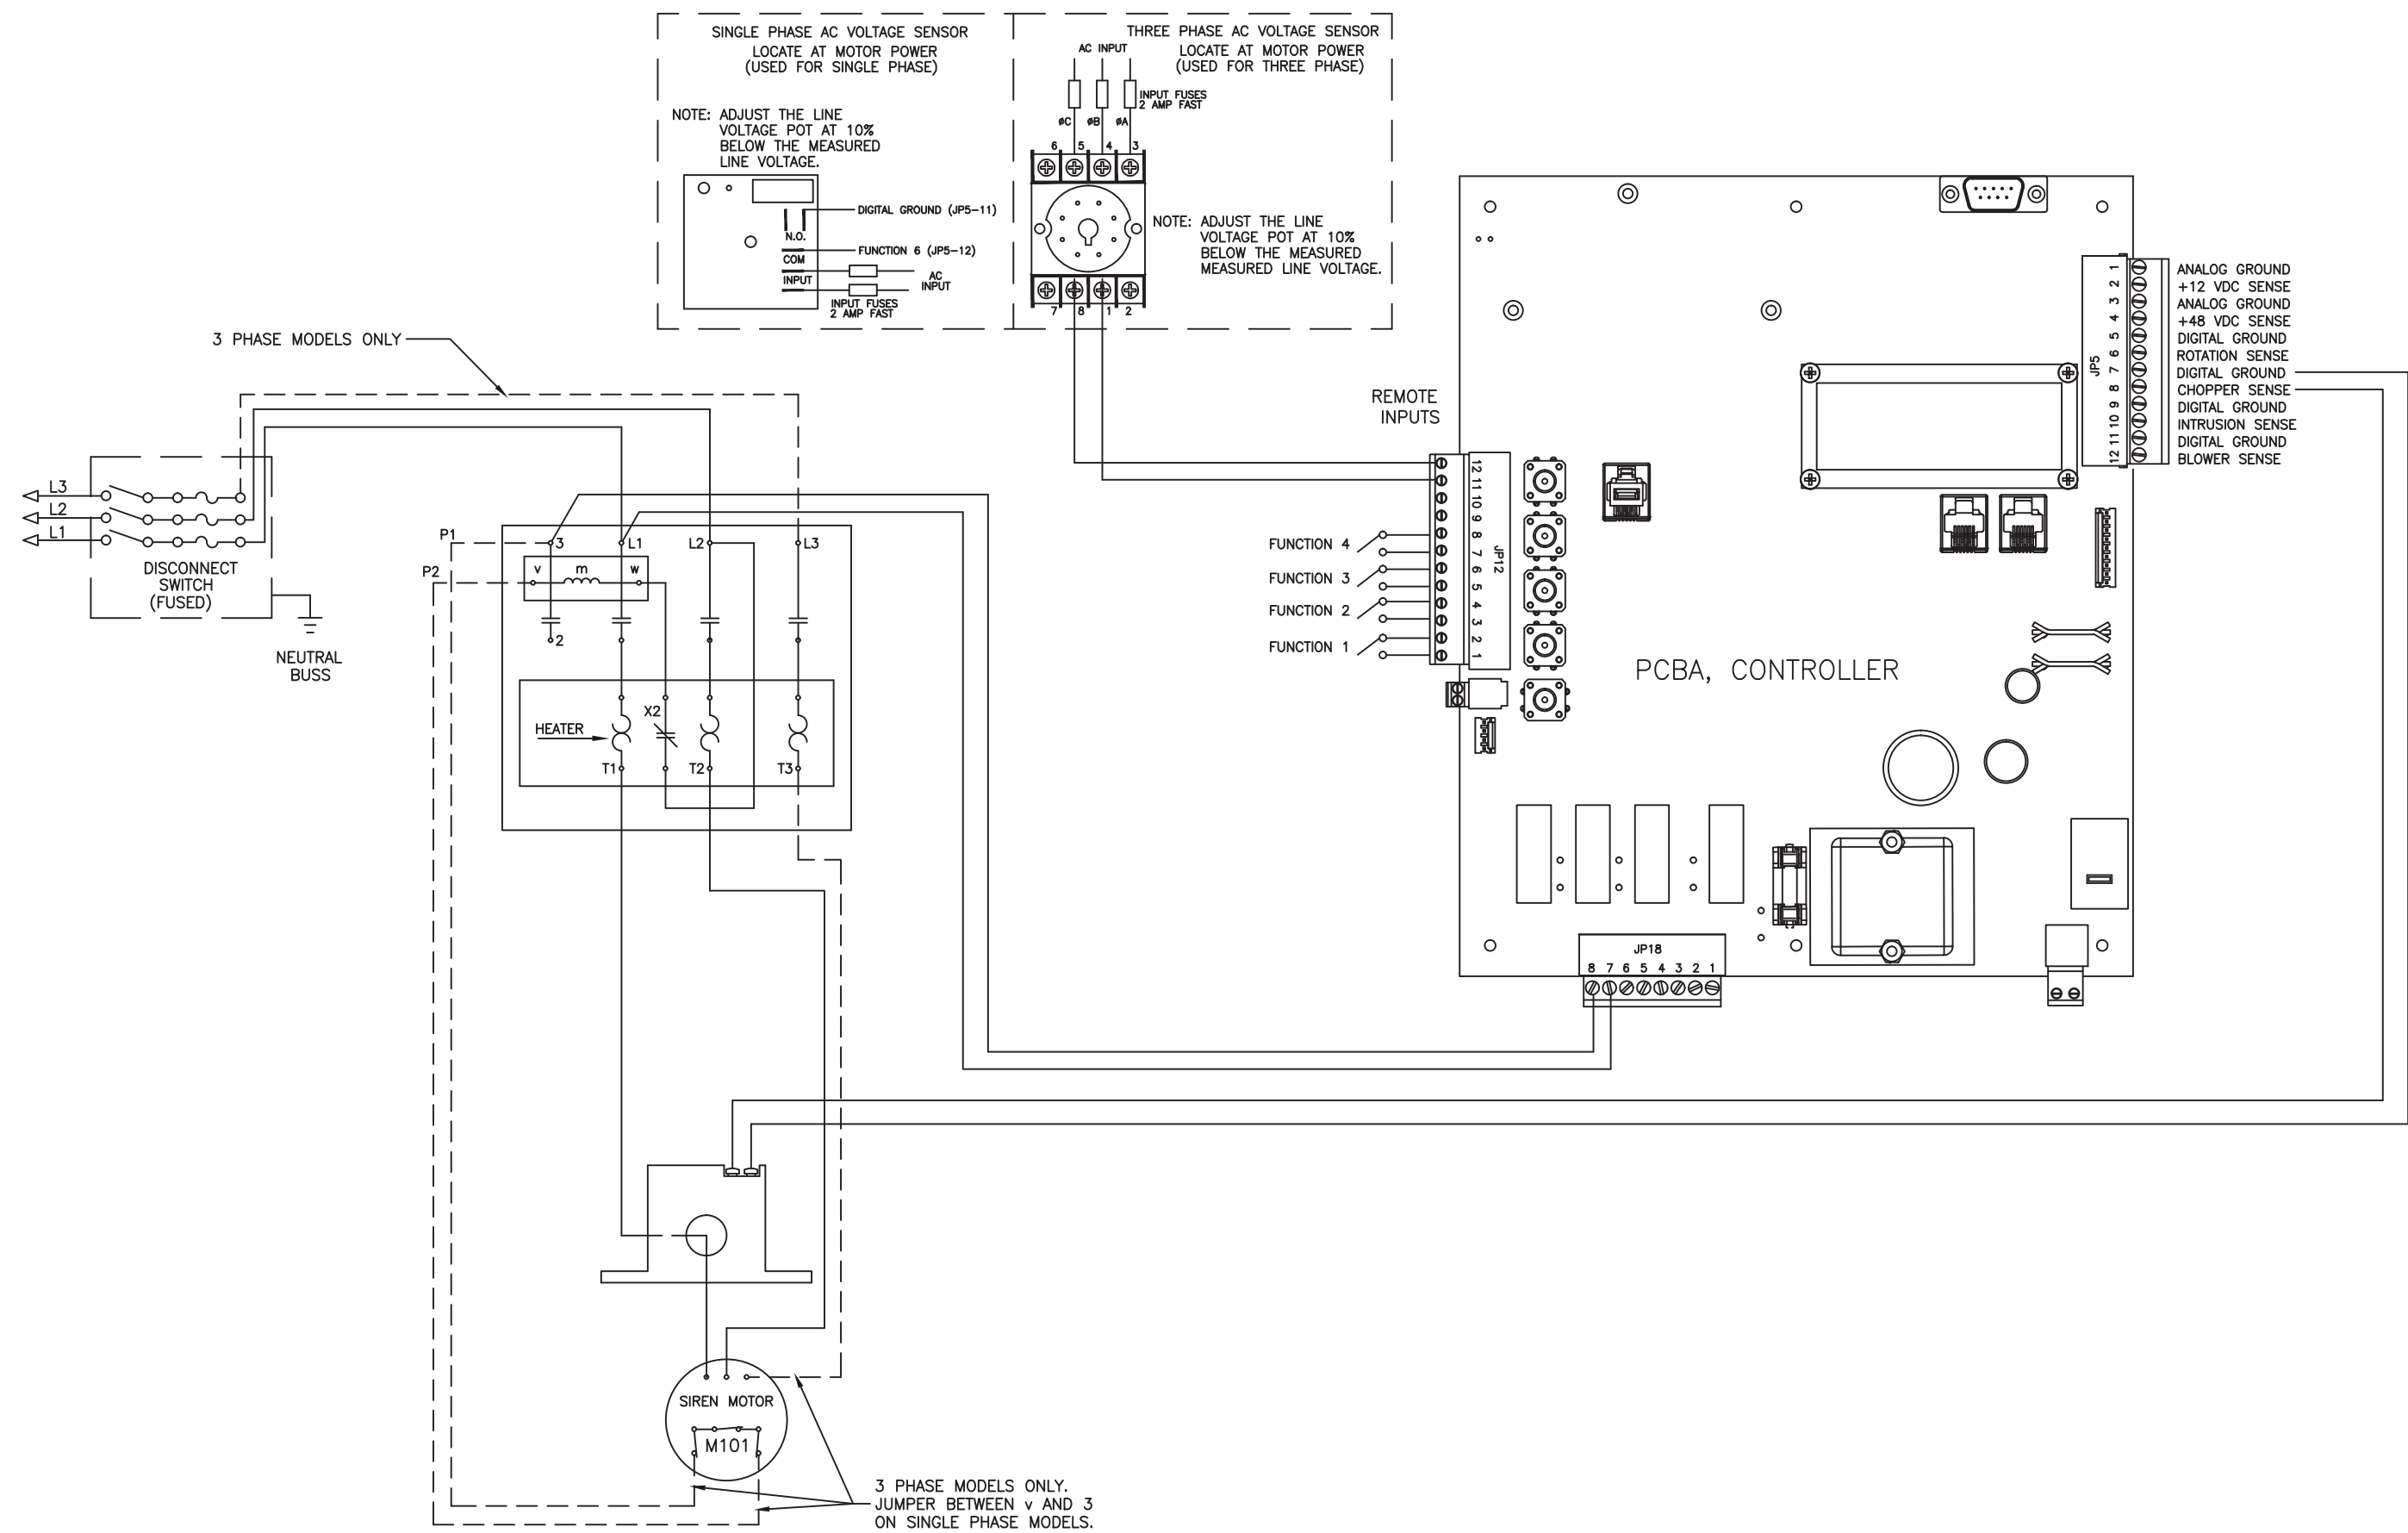 SINGLE PHASE AC VOLTAGE SENSOR
LOCATE AT MOTOR POWER
(USED FOR SINGLE PHASE)
NOTE: ADJUST THE LINE
VOLTAGE POT AT 10%
BELOW THE MEASURED
LINE VOLTAGE.
DIGITAL GROUND (JP5-11)
N.O.
FUNCTION 6 (JP5-12)
COM
INPUT
AC
INPUT
INPUT FUSES
2 AMP FAST
THREE PHASE AC VOLTAGE SENSOR
AC INPUT
LOCATE AT MOTOR POWER
(USED FOR THREE PHASE)
INPUT FUSES
2 AMP FAST
øC øB øA
6 5 4 3
NOTE: ADJUST THE LINE
VOLTAGE POT AT 10%
BELOW THE MEASURED
MEASURED LINE VOLTAGE.
7 8 1 2
3 PHASE MODELS ONLY
L3
L2
L1
DISCONNECT
SWITCH
(FUSED)
NEUTRAL
BUSS
P1
P2
3 L1 L2 L3
v m w
2
X2
HEATER
T1 T2 T3
REMOTE
INPUTS
12
11
10
9
8
7
6
5
4
3
2
1
JP12
FUNCTION 4
FUNCTION 3
FUNCTION 2
FUNCTION 1
PCBA, CONTROLLER
JP5
1 ANALOG GROUND
2 +12 VDC SENSE
3 ANALOG GROUND
4 +48 VDC SENSE
5 DIGITAL GROUND
6 ROTATION SENSE
7 DIGITAL GROUND
8 CHOPPER SENSE
9 DIGITAL GROUND
10 INTRUSION SENSE
11 DIGITAL GROUND
12 BLOWER SENSE
JP18
8 7 6 5 4 3 2 1
SIREN MOTOR
M101
3 PHASE MODELS ONLY.
JUMPER BETWEEN v AND 3
ON SINGLE PHASE MODELS.